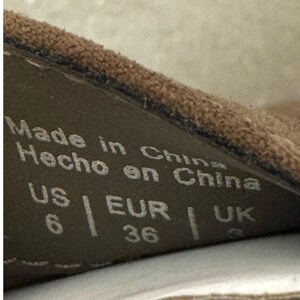 Made in China
Hecho en China
US | EUR | UK
6 | 36 |